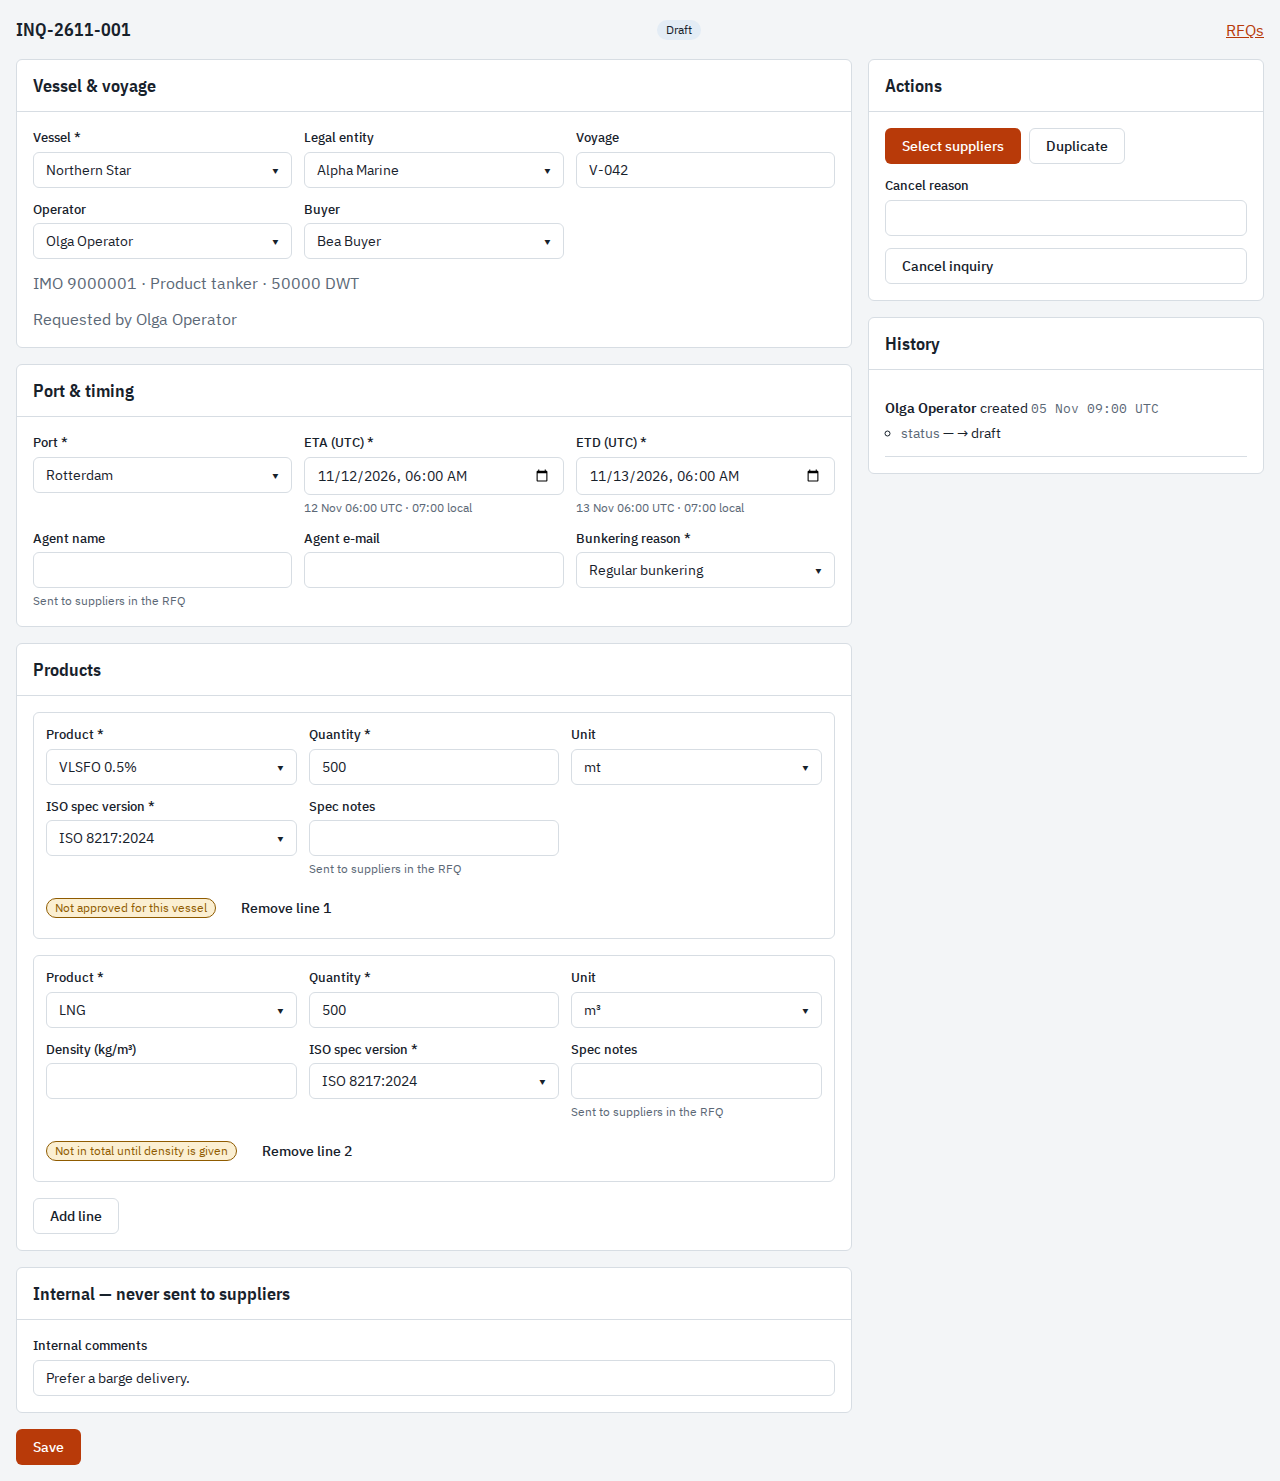 INQ-2611-001
Draft
RFQs
Vessel & voyage
Vessel *
Legal entity
Voyage
Northern Star
Alpha Marine
V-042
Operator
Buyer
Olga Operator
Bea Buyer
IMO 9000001 · Product tanker · 50000 DWT
Requested by Olga Operator
Port & timing
Port *
ETA (UTC) *
ETD (UTC) *
Rotterdam
11/12/2026, 06:00 AM
11/13/2026, 06:00 AM
12 Nov 06:00 UTC · 07:00 local
13 Nov 06:00 UTC · 07:00 local
Agent name
Agent e-mail
Bunkering reason *
Regular bunkering
Sent to suppliers in the RFQ
Products
Product *
Quantity *
Unit
VLSFO 0.5%
500
mt
ISO spec version *
Spec notes
ISO 8217:2024
Sent to suppliers in the RFQ
Not approved for this vessel
Remove line 1
Product *
Quantity *
Unit
LNG
500
m³
Density (kg/m³)
ISO spec version *
Spec notes
ISO 8217:2024
Sent to suppliers in the RFQ
Not in total until density is given
Remove line 2
Add line
Internal — never sent to suppliers
Internal comments
Prefer a barge delivery.
Save
Actions
Select suppliers
Duplicate
Cancel reason
Cancel inquiry
History
Olga Operator created 05 Nov 09:00 UTC
status — → draft